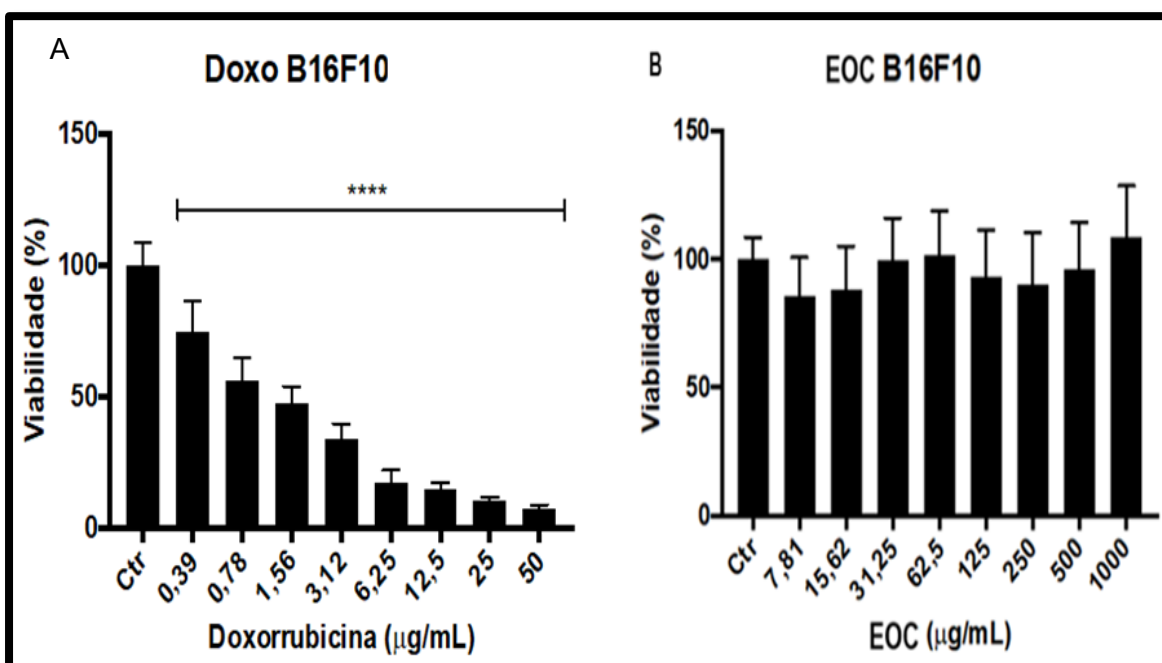 A
Doxo B16F10
150
100
50
0
Viabilidade (%)
****
Ctr
0,39
0,78
1,56
3,12
6,25
12,5
25
50
Doxorrubicina (μg/mL)
B
EOC B16F10
150
100
50
0
Viabilidade (%)
Ctr
7,81
15,62
31,25
62,5
125
250
500
1000
EOC (μg/mL)